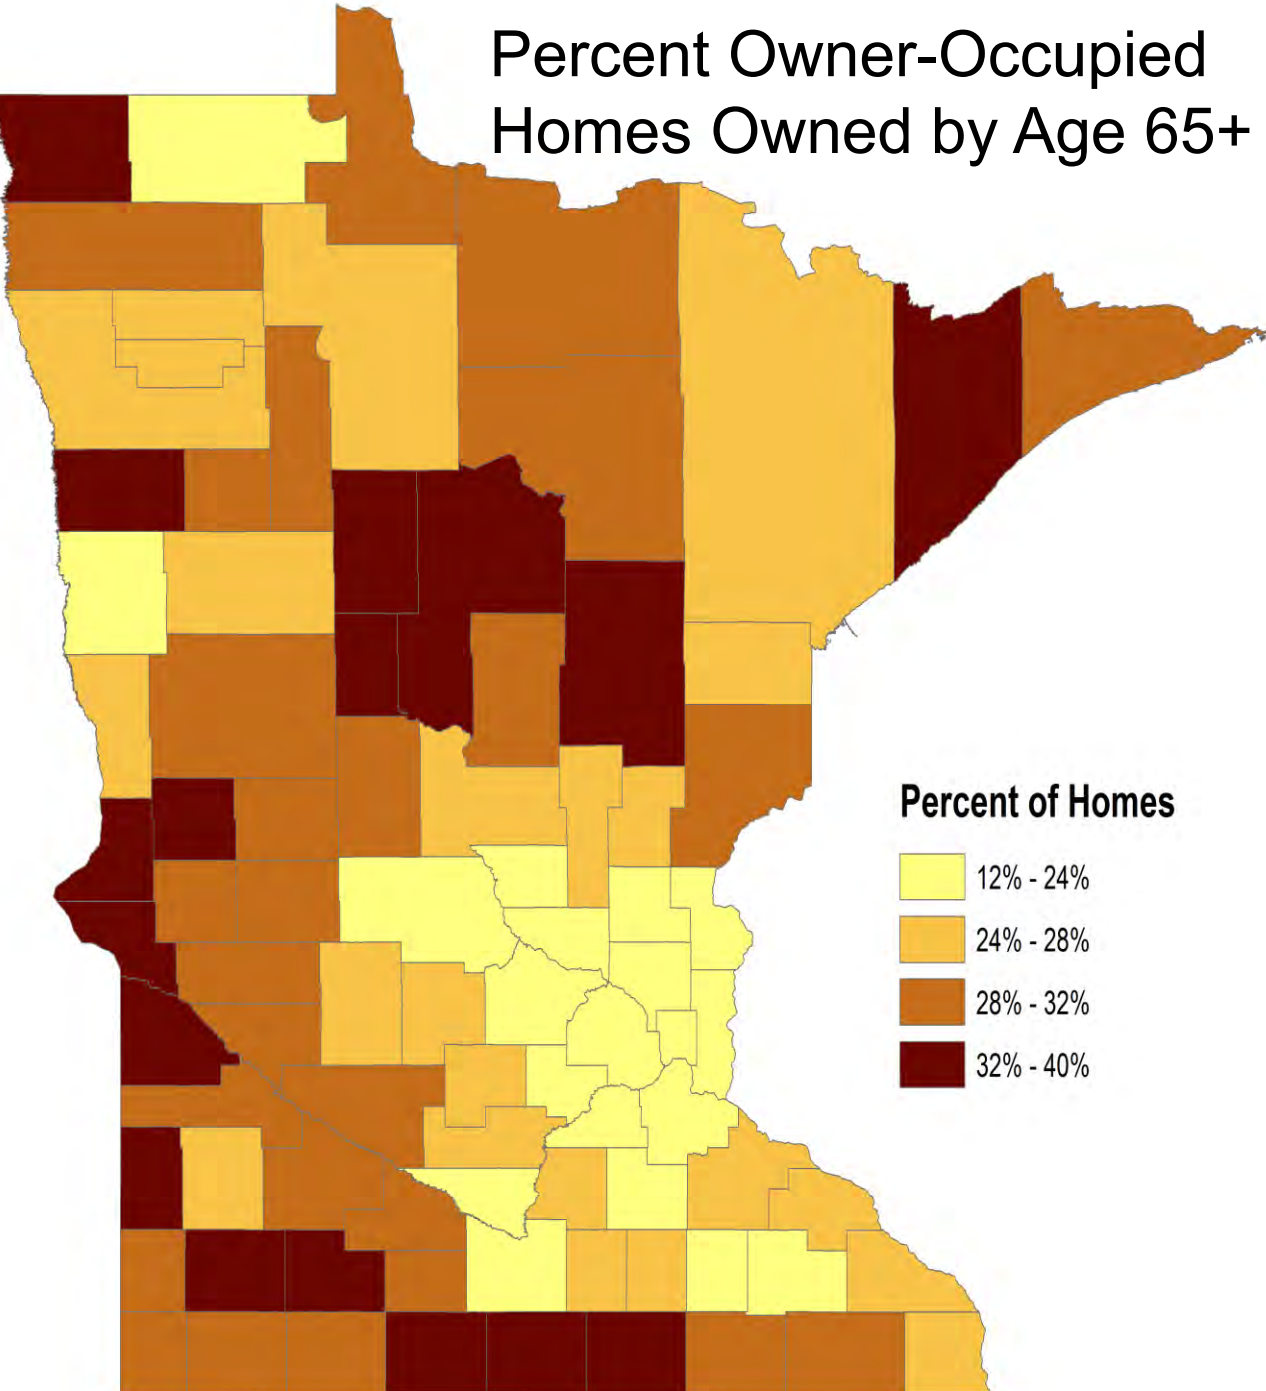 Percent Owner-Occupied
Homes Owned by Age 65+
Percent of Homes
12% - 24%
24% - 28%
28% - 32%
32% - 40%